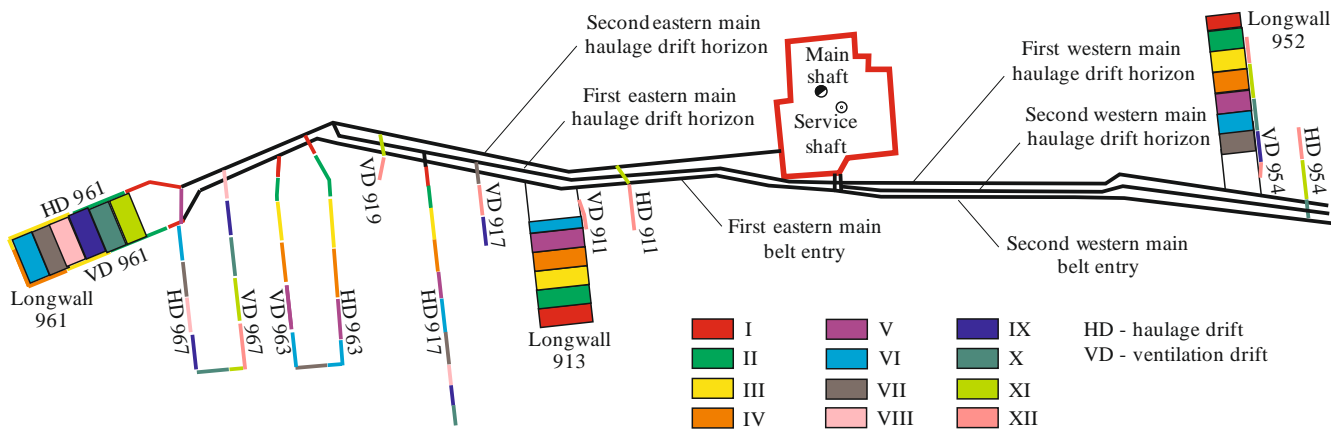 Second eastern main
haulage drift horizon
First eastern main
haulage drift horizon
Main
shaft
Service
shaft
First western main
haulage drift horizon
Second western main
haulage drift horizon
Longwall
952
VD 954
HD 954
HD 961
VD 961
Longwall
961
HD 967
VD 967
VD 963
HD 963
VD 919
HD 917
VD 917
VD 911
HD 911
Longwall
913
First eastern main
belt entry
Second western main
belt entry
I
II
III
IV
V
VI
VII
VIII
IX
X
XI
XII
HD - haulage drift
VD - ventilation drift